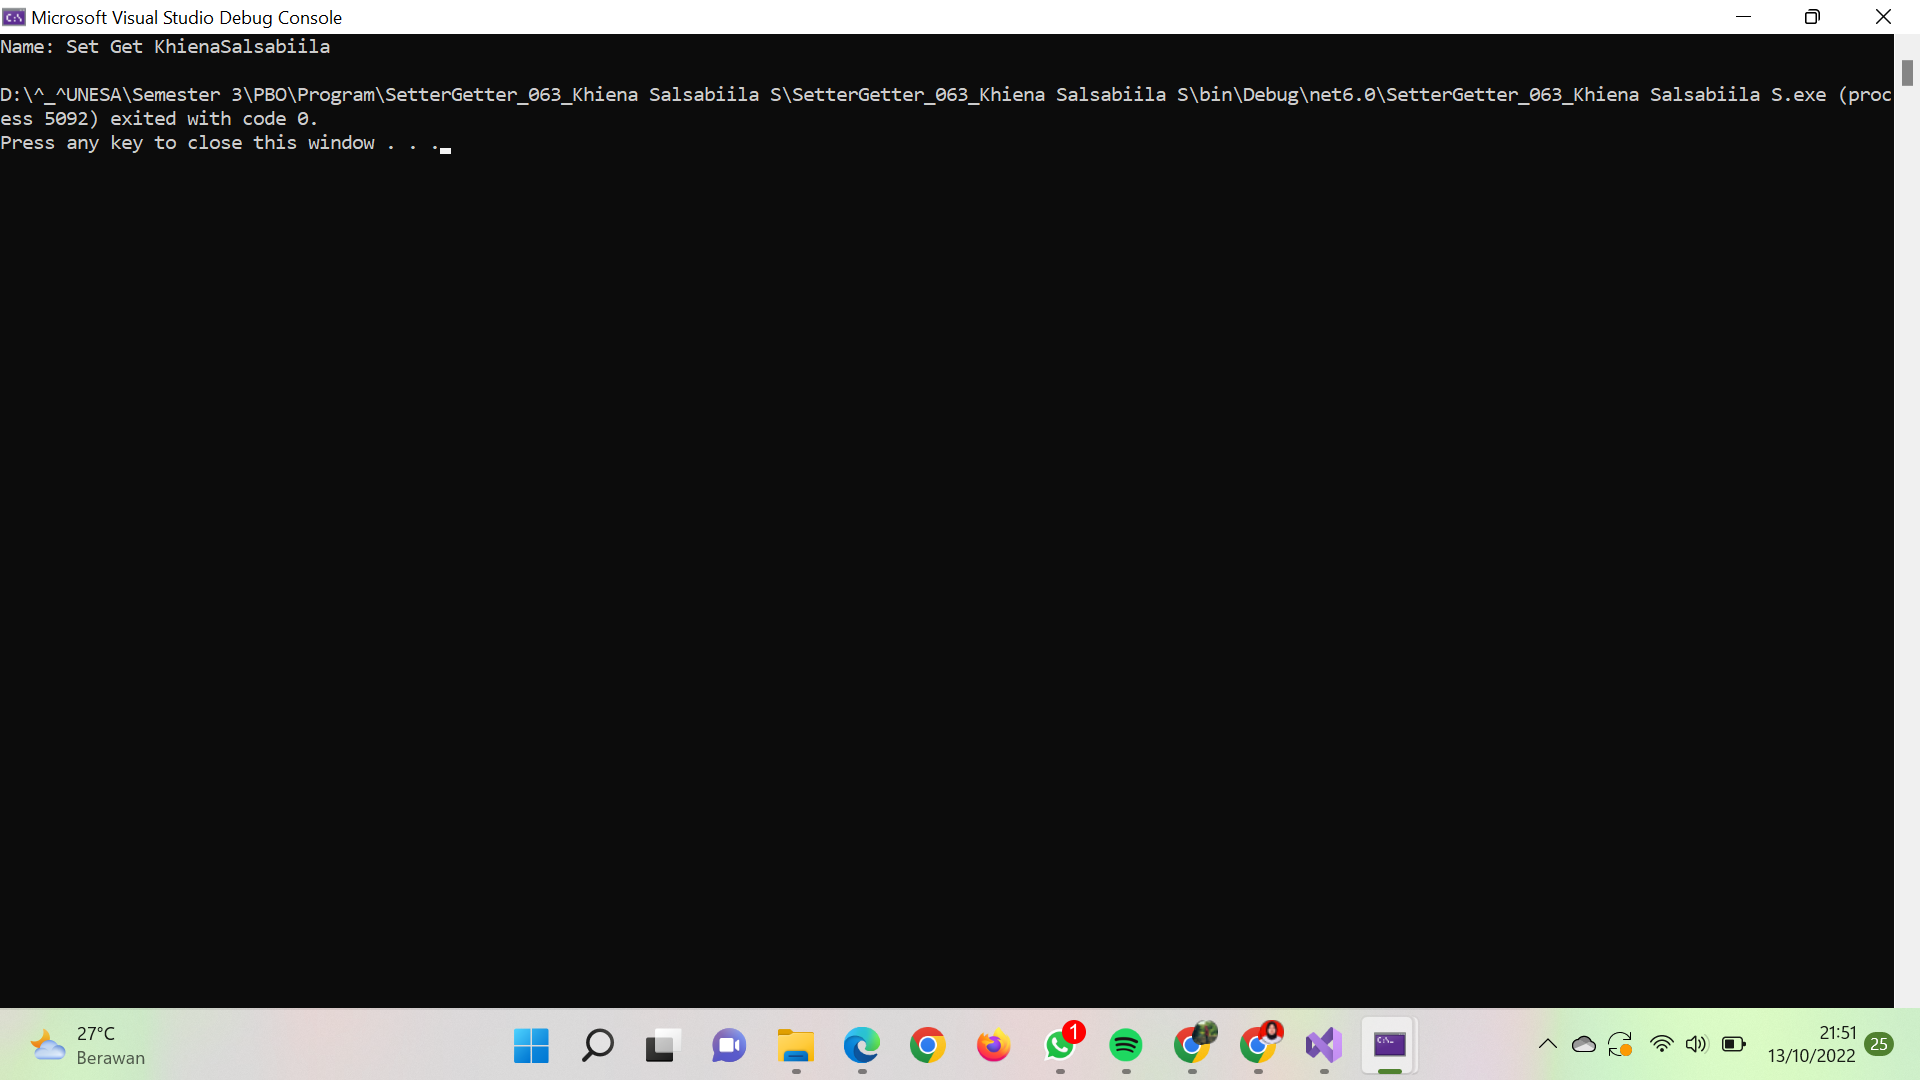 Microsoft Visual Studio Debug Console
Name: Set Get KhienaSalsabiila
D:\^_^UNESA\Semester 3\PBO\Program\SetterGetter_063_Khiena Salsabiila S\SetterGetter_063_Khiena Salsabiila S\bin\Debug\net6.0\SetterGetter_063_Khiena Salsabiila S.exe (proc
ess 5092) exited with code 0.
Press any key to close this window . . .
27°C
Berawan
1
21:51
13/10/2022
25